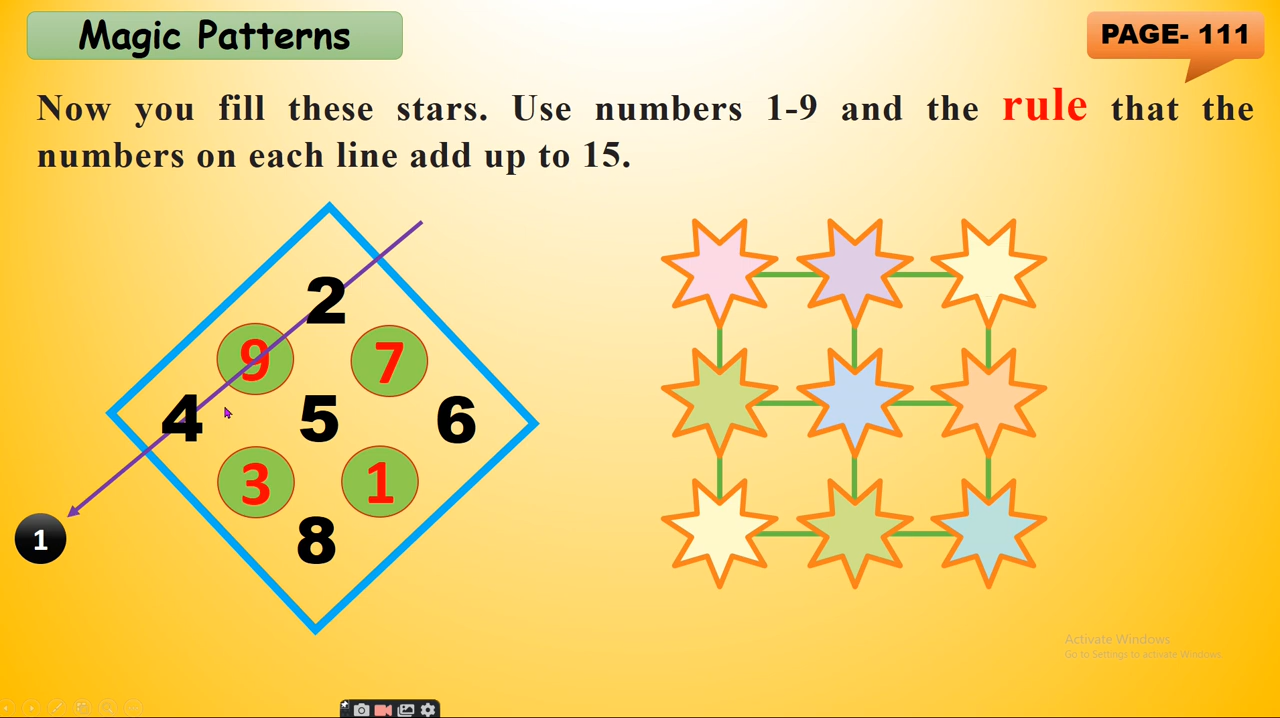 Magic Patterns
PAGE- 111
Now you fill these stars. Use numbers 1-9 and the rule that the
numbers on each line add up to 15.
2
9 7
4 5 6
3 1
8
1
Activate Windows
Go to Settings to activate Windows.